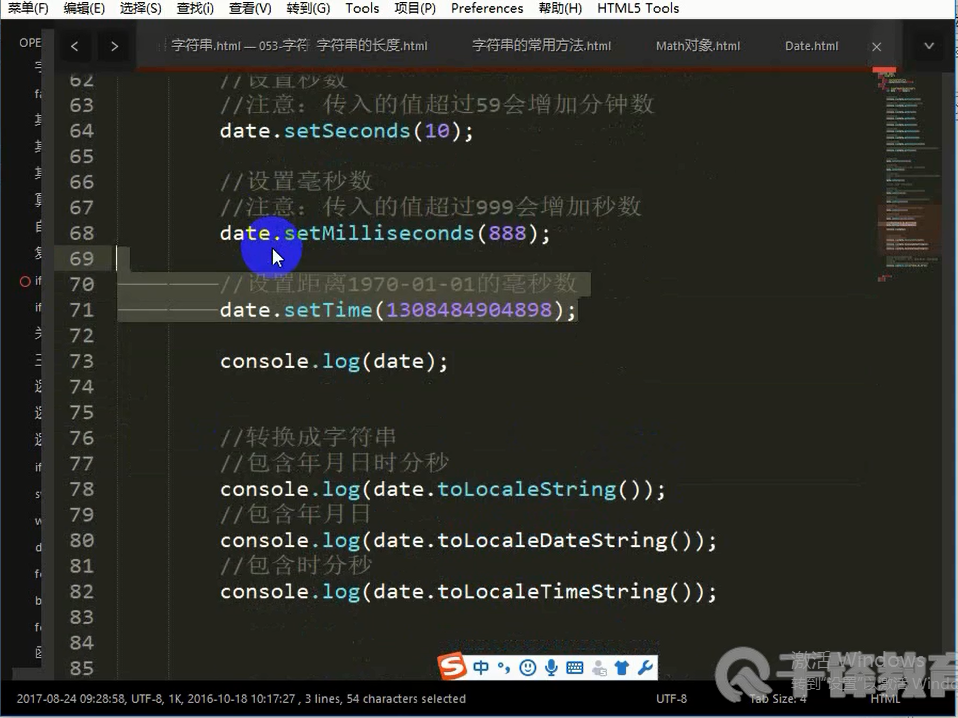 菜单(F) 编辑(E) 选择(S) 查找(i) 查看(V) 转到(G) Tools 项目(P) Preferences 帮助(H) HTML5 Tools
OPE
字符串.html — 053-字符 字符串的长度.html 字符串的常用方法.html Math对象.html Date.html
62 //设置秒数
63 //注意：传入的值超过59会增加分钟数
64 date.setSeconds(10);
65
66 //设置毫秒数
67 //注意：传入的值超过999会增加秒数
68 date.setMilliseconds(888);
69
70 //设置距离1970-01-01的毫秒数
71 date.setTime(1308484904898);
72
73 console.log(date);
74
75
76 //转换成字符串
77 //包含年月日时分秒
78 console.log(date.toLocaleString());
79 //包含年月日
80 console.log(date.toLocaleDateString());
81 //包含时分秒
82 console.log(date.toLocaleTimeString());
83
84
85
中
激活 Windows
转到"设置"以激活 Windo
2017-08-24 09:28:58, UTF-8, 1K, 2016-10-18 10:17:27 , 3 lines, 54 characters selected UTF-8 Tab Size: 4 HTML